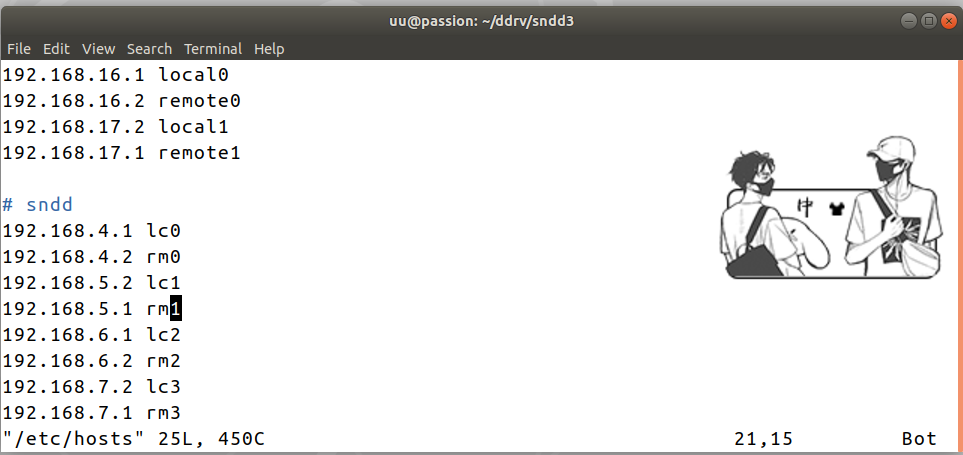 uu@passion: ~/ddrv/sndd3
File Edit View Search Terminal Help
192.168.16.1 local0
192.168.16.2 remote0
192.168.17.2 local1
192.168.17.1 remote1
# sndd
192.168.4.1 lc0
192.168.4.2 rm0
192.168.5.2 lc1
192.168.5.1 rm1
192.168.6.1 lc2
192.168.6.2 rm2
192.168.7.2 lc3
192.168.7.1 rm3
"/etc/hosts" 25L, 450C 21,15 Bot
中